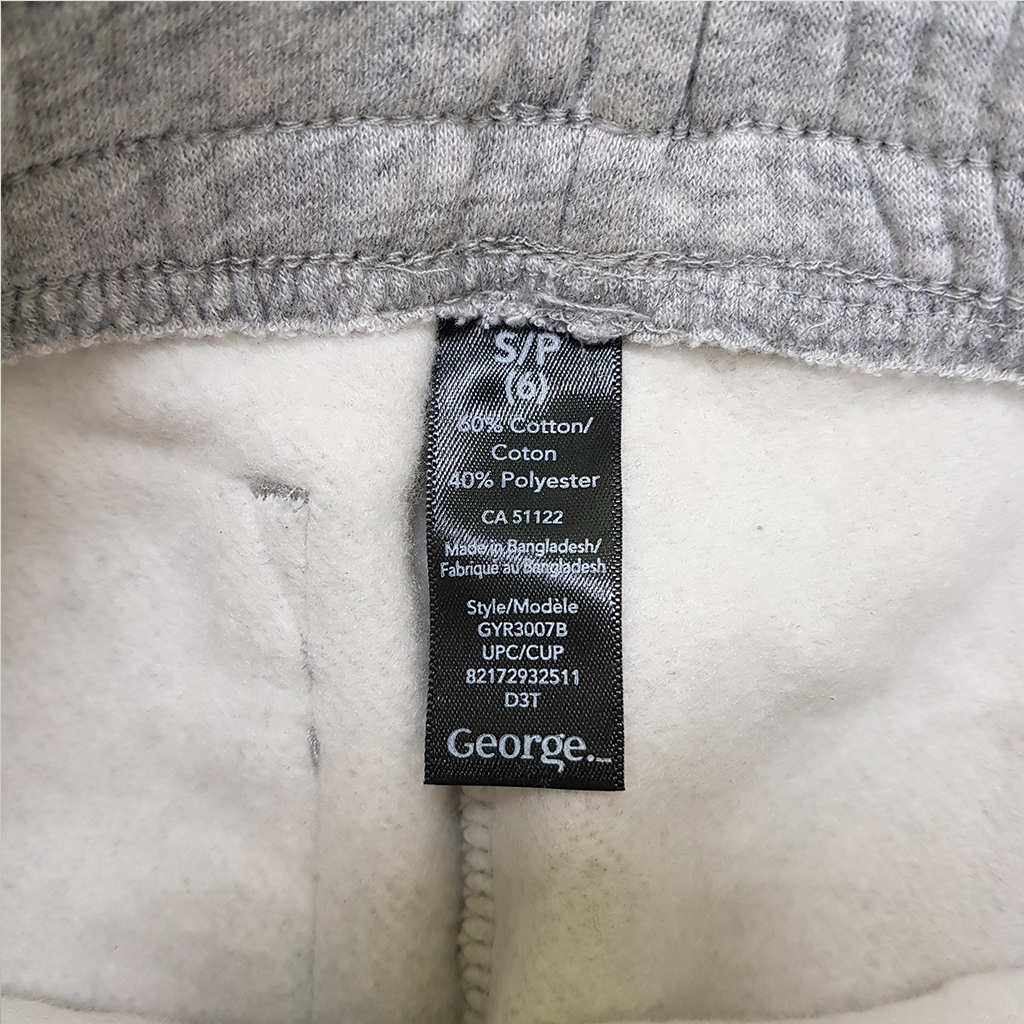 S/P
(6)
60% Cotton/
Coton
40% Polyester
CA 51122
Made in Bangladesh/
Fabriqué au Bangladesh
Style/Modèle
GYR3007B
UPC/CUP
82172932511
D3T
George.